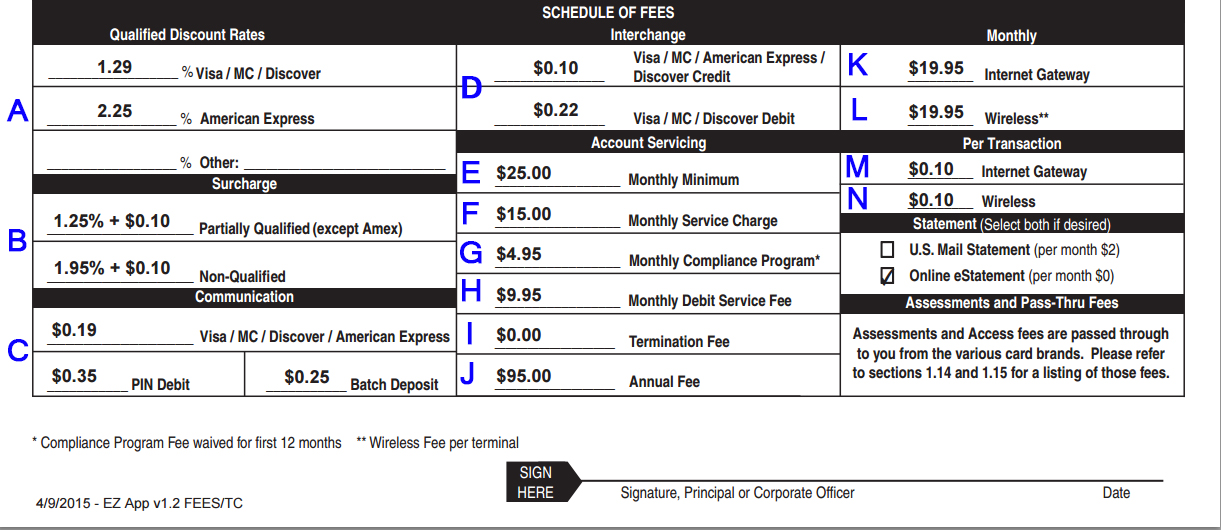 SCHEDULE OF FEES
Qualified Discount Rates
1.29 % Visa / MC / Discover
A
2.25 % American Express
% Other:
Surcharge
1.25% + $0.10 Partially Qualified (except Amex)
B
1.95% + $0.10 Non-Qualified
Communication
$0.19 Visa / MC / Discover / American Express
C
$0.35 PIN Debit $0.25 Batch Deposit
Interchange
$0.10 Visa / MC / American Express /
Discover Credit
D
$0.22 Visa / MC / Discover Debit
Account Servicing
E $25.00 Monthly Minimum
F $15.00 Monthly Service Charge
G $4.95 Monthly Compliance Program*
H $9.95 Monthly Debit Service Fee
I $0.00 Termination Fee
J $95.00 Annual Fee
Monthly
K $19.95 Internet Gateway
L $19.95 Wireless**
Per Transaction
M $0.10 Internet Gateway
N $0.10 Wireless
Statement (Select both if desired)
U.S. Mail Statement (per month $2)
Online eStatement (per month $0)
Assessments and Pass-Thru Fees
Assessments and Access fees are passed through
to you from the various card brands. Please refer
to sections 1.14 and 1.15 for a listing of those fees.
* Compliance Program Fee waived for first 12 months ** Wireless Fee per terminal
SIGN
HERE
Signature, Principal or Corporate Officer Date
4/9/2015 - EZ App v1.2 FEES/TC